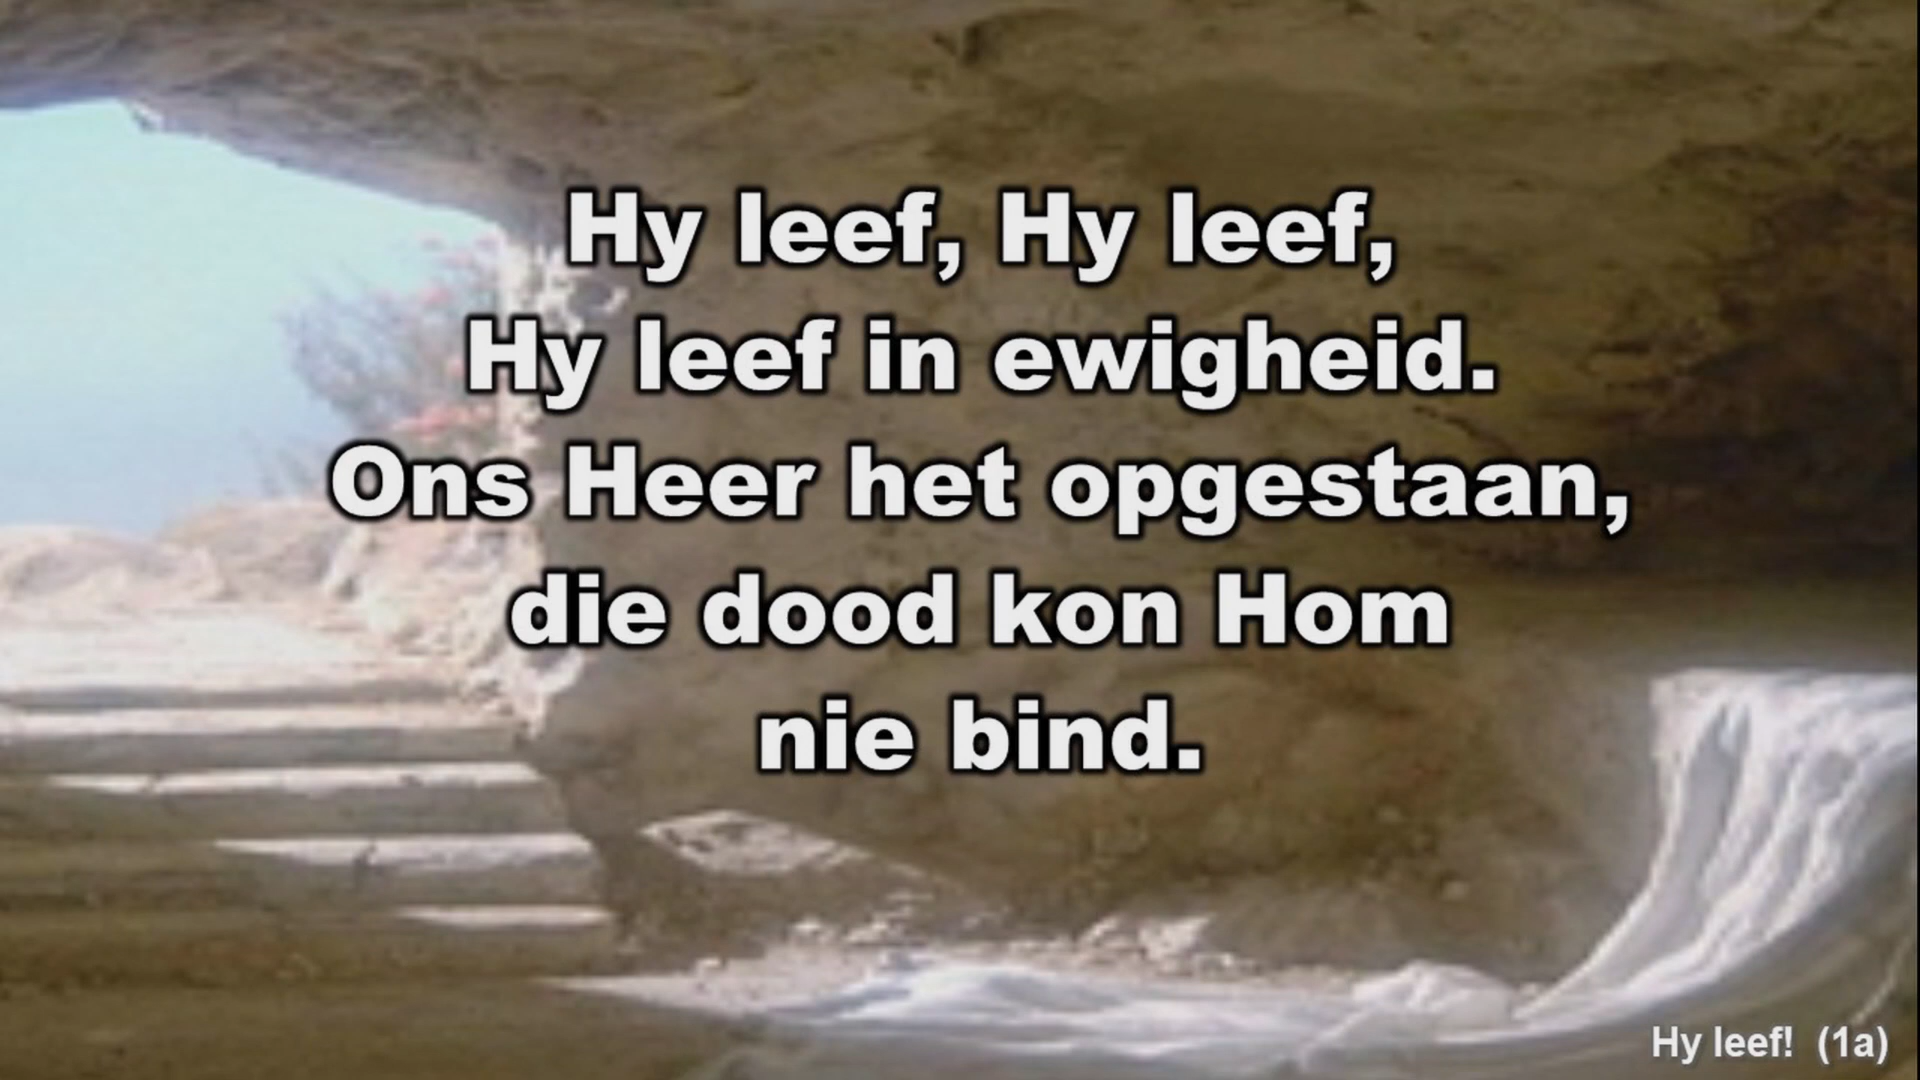 Hy leef, Hy leef,
Hy leef in ewigheid.
Ons Heer het opgestaan,
die dood kon Hom
nie bind.
Hy leef! (1a)